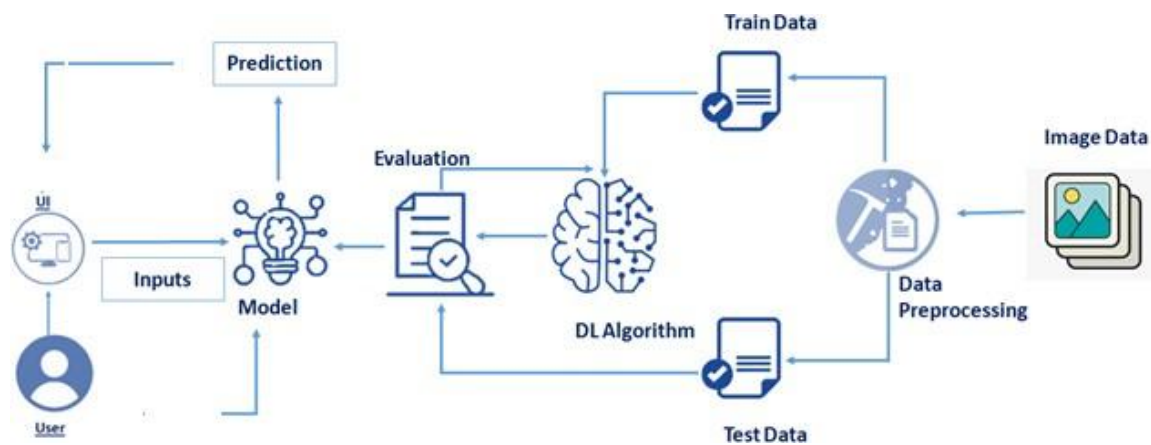 Train Data
Prediction
Image Data
Evaluation
UI
Inputs
Model
Data
Preprocessing
DL Algorithm
User
Test Data